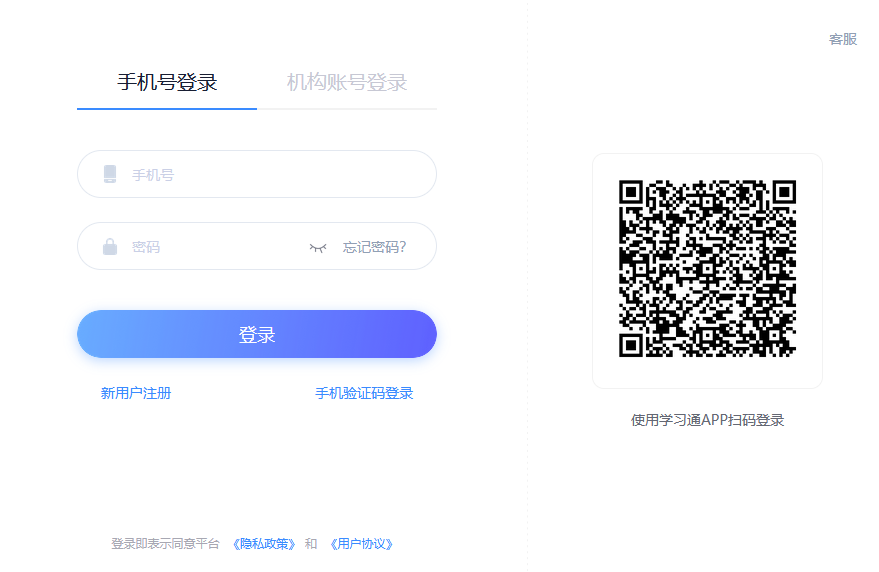 客服
手机号登录 机构账号登录
手机号
密码 忘记密码?
登录
新用户注册 手机验证码登录
使用学习通APP扫码登录
登录即表示同意平台 《隐私政策》 和 《用户协议》